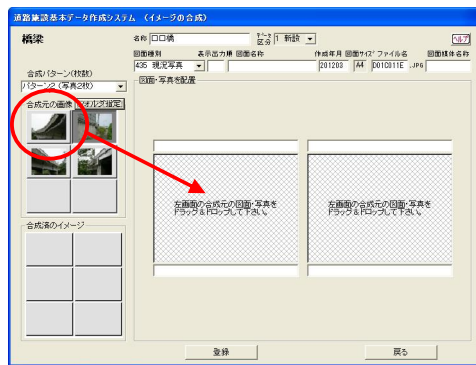 道路施設基本データ作成システム (イメージの合成)
橋梁
名称 口口橋 データ区分 1 新設 ヘルプ
図面種別 表示出力順 図面名称 作成年月 図面サイズ ファイル名 図面媒体名称
435 現況写真 201203 A4 D01C011E .JPG
合成パターン(枚数)
パターン2 (写真2枚)
合成元の画像 フォルダ指定
図面・写真を配置
左画面の合成元の図面・写真を
ドラッグ&ドロップして下さい。
左画面の合成元の図面・写真を
ドラッグ&ドロップして下さい。
合成済のイメージ
登録
戻る